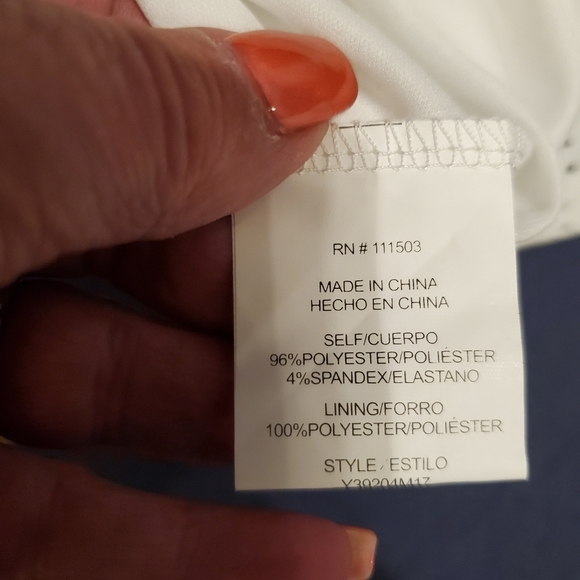 RN # 111503
MADE IN CHINA
HECHO EN CHINA
SELF/CUERPO
96%POLYESTER/POLIÉSTER
4%SPANDEX/ELASTANO
LINING/FORRO
100%POLYESTER/POLIÉSTER
STYLE/ESTILO